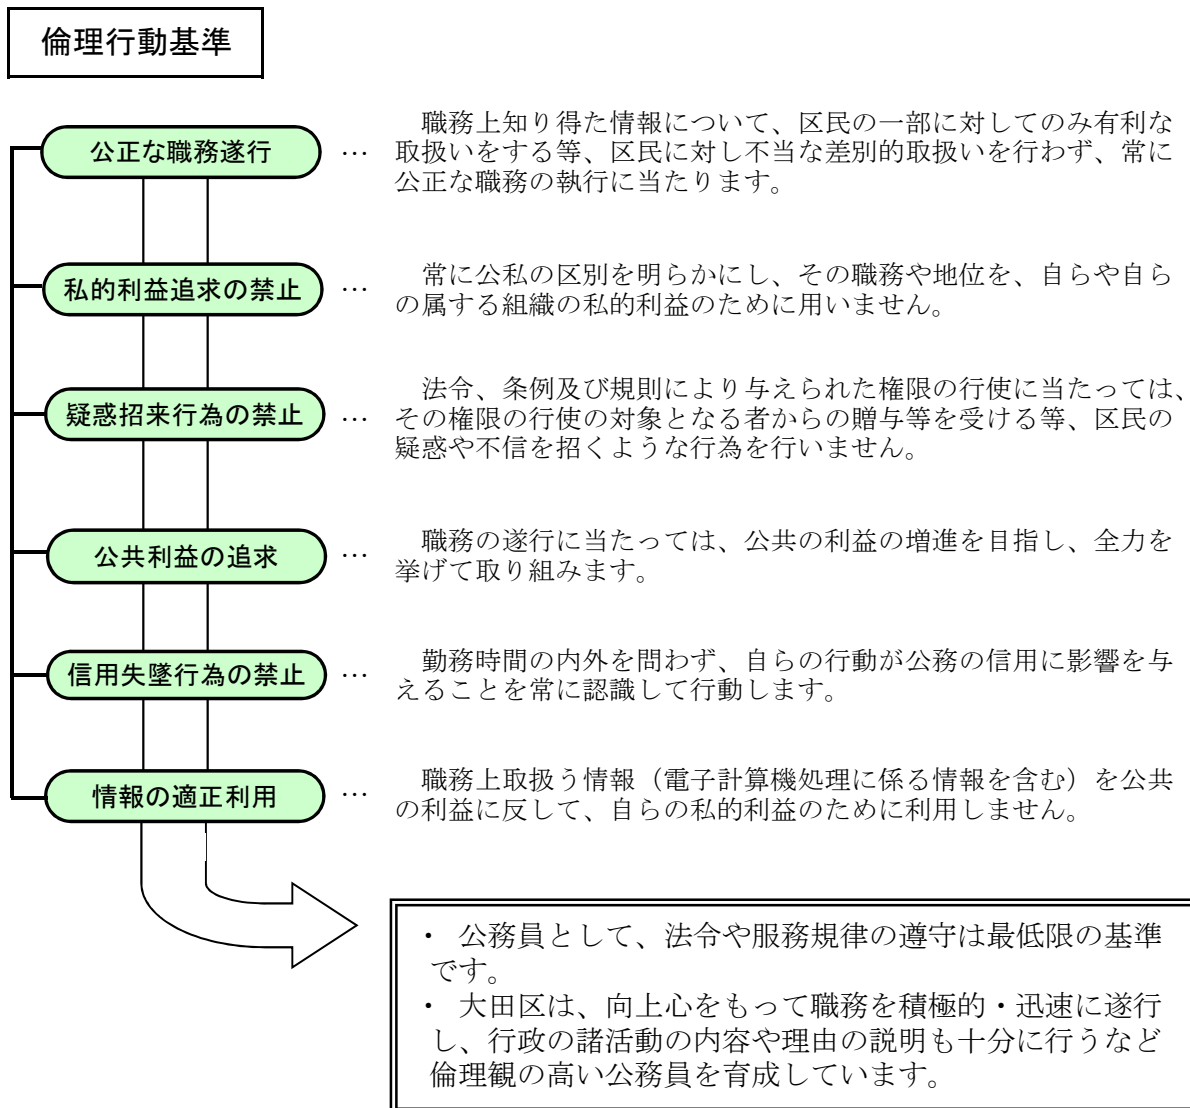 倫理行動基準
公正な職務遂行 …
職務上知り得た情報について、区民の一部に対してのみ有利な
取扱いをする等、区民に対し不当な差別的取扱いを行わず、常に
公正な職務の執行に当たります。
私的利益追求の禁止 …
常に公私の区別を明らかにし、その職務や地位を、自らや自ら
の属する組織の私的利益のために用いません。
疑惑招来行為の禁止 …
法令、条例及び規則により与えられた権限の行使に当たっては、
その権限の行使の対象となる者からの贈与等を受ける等、区民の
疑惑や不信を招くような行為を行いません。
公共利益の追求 …
職務の遂行に当たっては、公共の利益の増進を目指し、全力を
挙げて取り組みます。
信用失墜行為の禁止 …
勤務時間の内外を問わず、自らの行動が公務の信用に影響を与
えることを常に認識して行動します。
情報の適正利用 …
職務上取扱う情報（電子計算機処理に係る情報を含む）を公共
の利益に反して、自らの私的利益のために利用しません。
・ 公務員として、法令や服務規律の遵守は最低限の基準
です。
・ 大田区は、向上心をもって職務を積極的・迅速に遂行
し、行政の諸活動の内容や理由の説明も十分に行うなど
倫理観の高い公務員を育成しています。